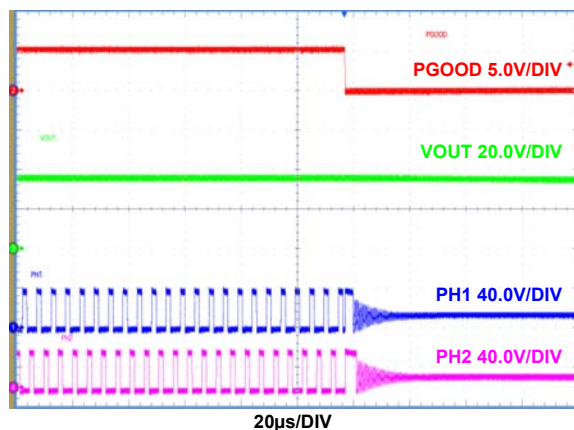 PGOOD
PGOOD 5.0V/DIV
2
VOUT
VOUT 20.0V/DIV
PH1
PH1 40.0V/DIV
PH2
PH2 40.0V/DIV
20µs/DIV